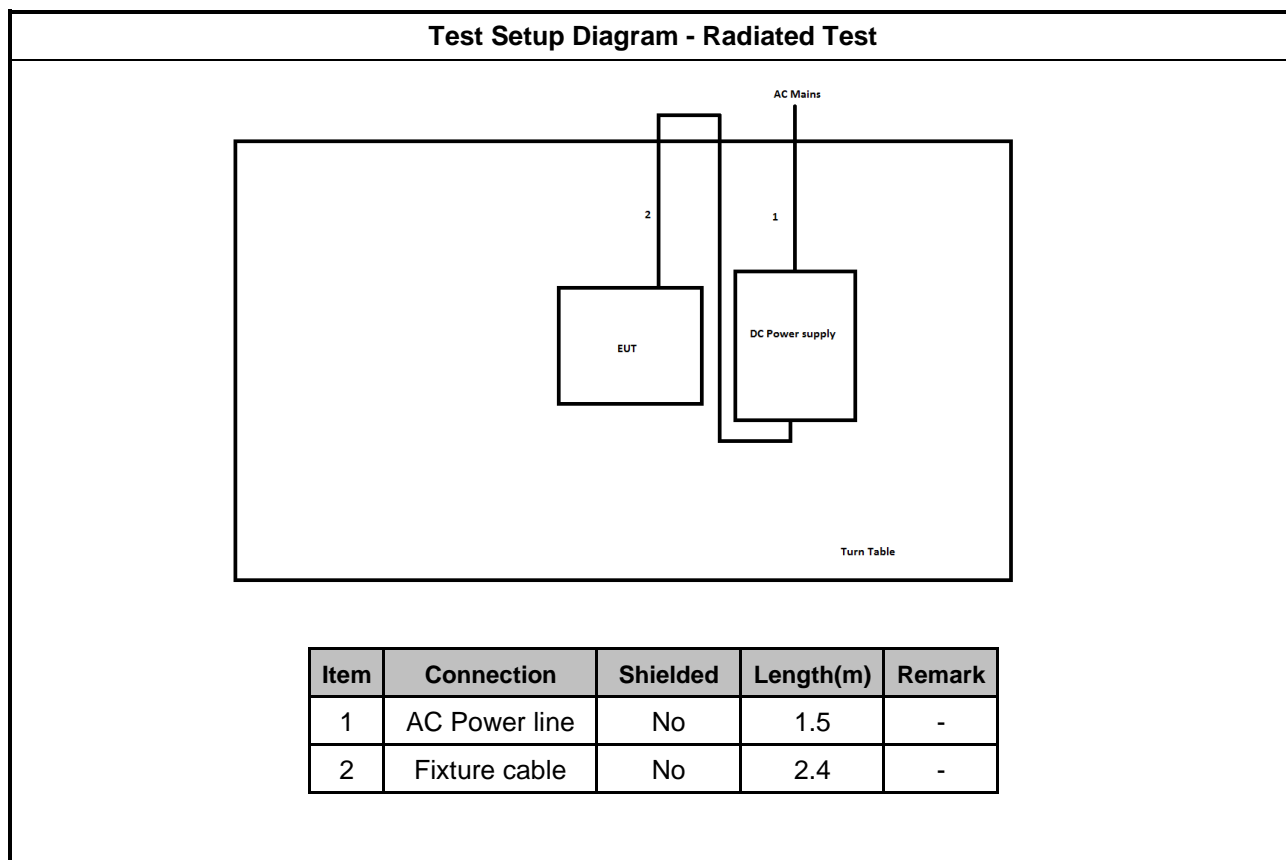 Test Setup Diagram - Radiated Test
AC Mains
2
1
DC Power supply
EUT
Turn Table
Item Connection Shielded Length(m) Remark
1 AC Power line No 1.5 -
2 Fixture cable No 2.4 -